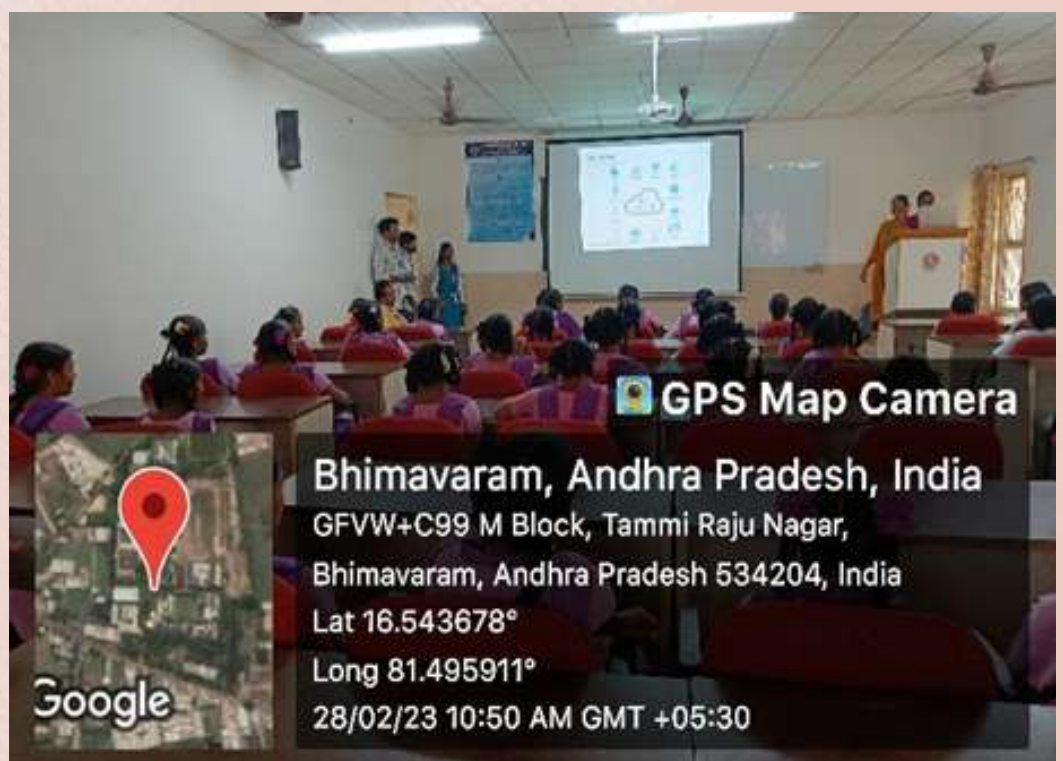 GPS Map Camera
Bhimavaram, Andhra Pradesh, India
GFVW+C99 M Block, Tammi Raju Nagar,
Bhimavaram, Andhra Pradesh 534204, India
Lat 16.543678°
Long 81.495911°
28/02/23 10:50 AM GMT +05:30
Google